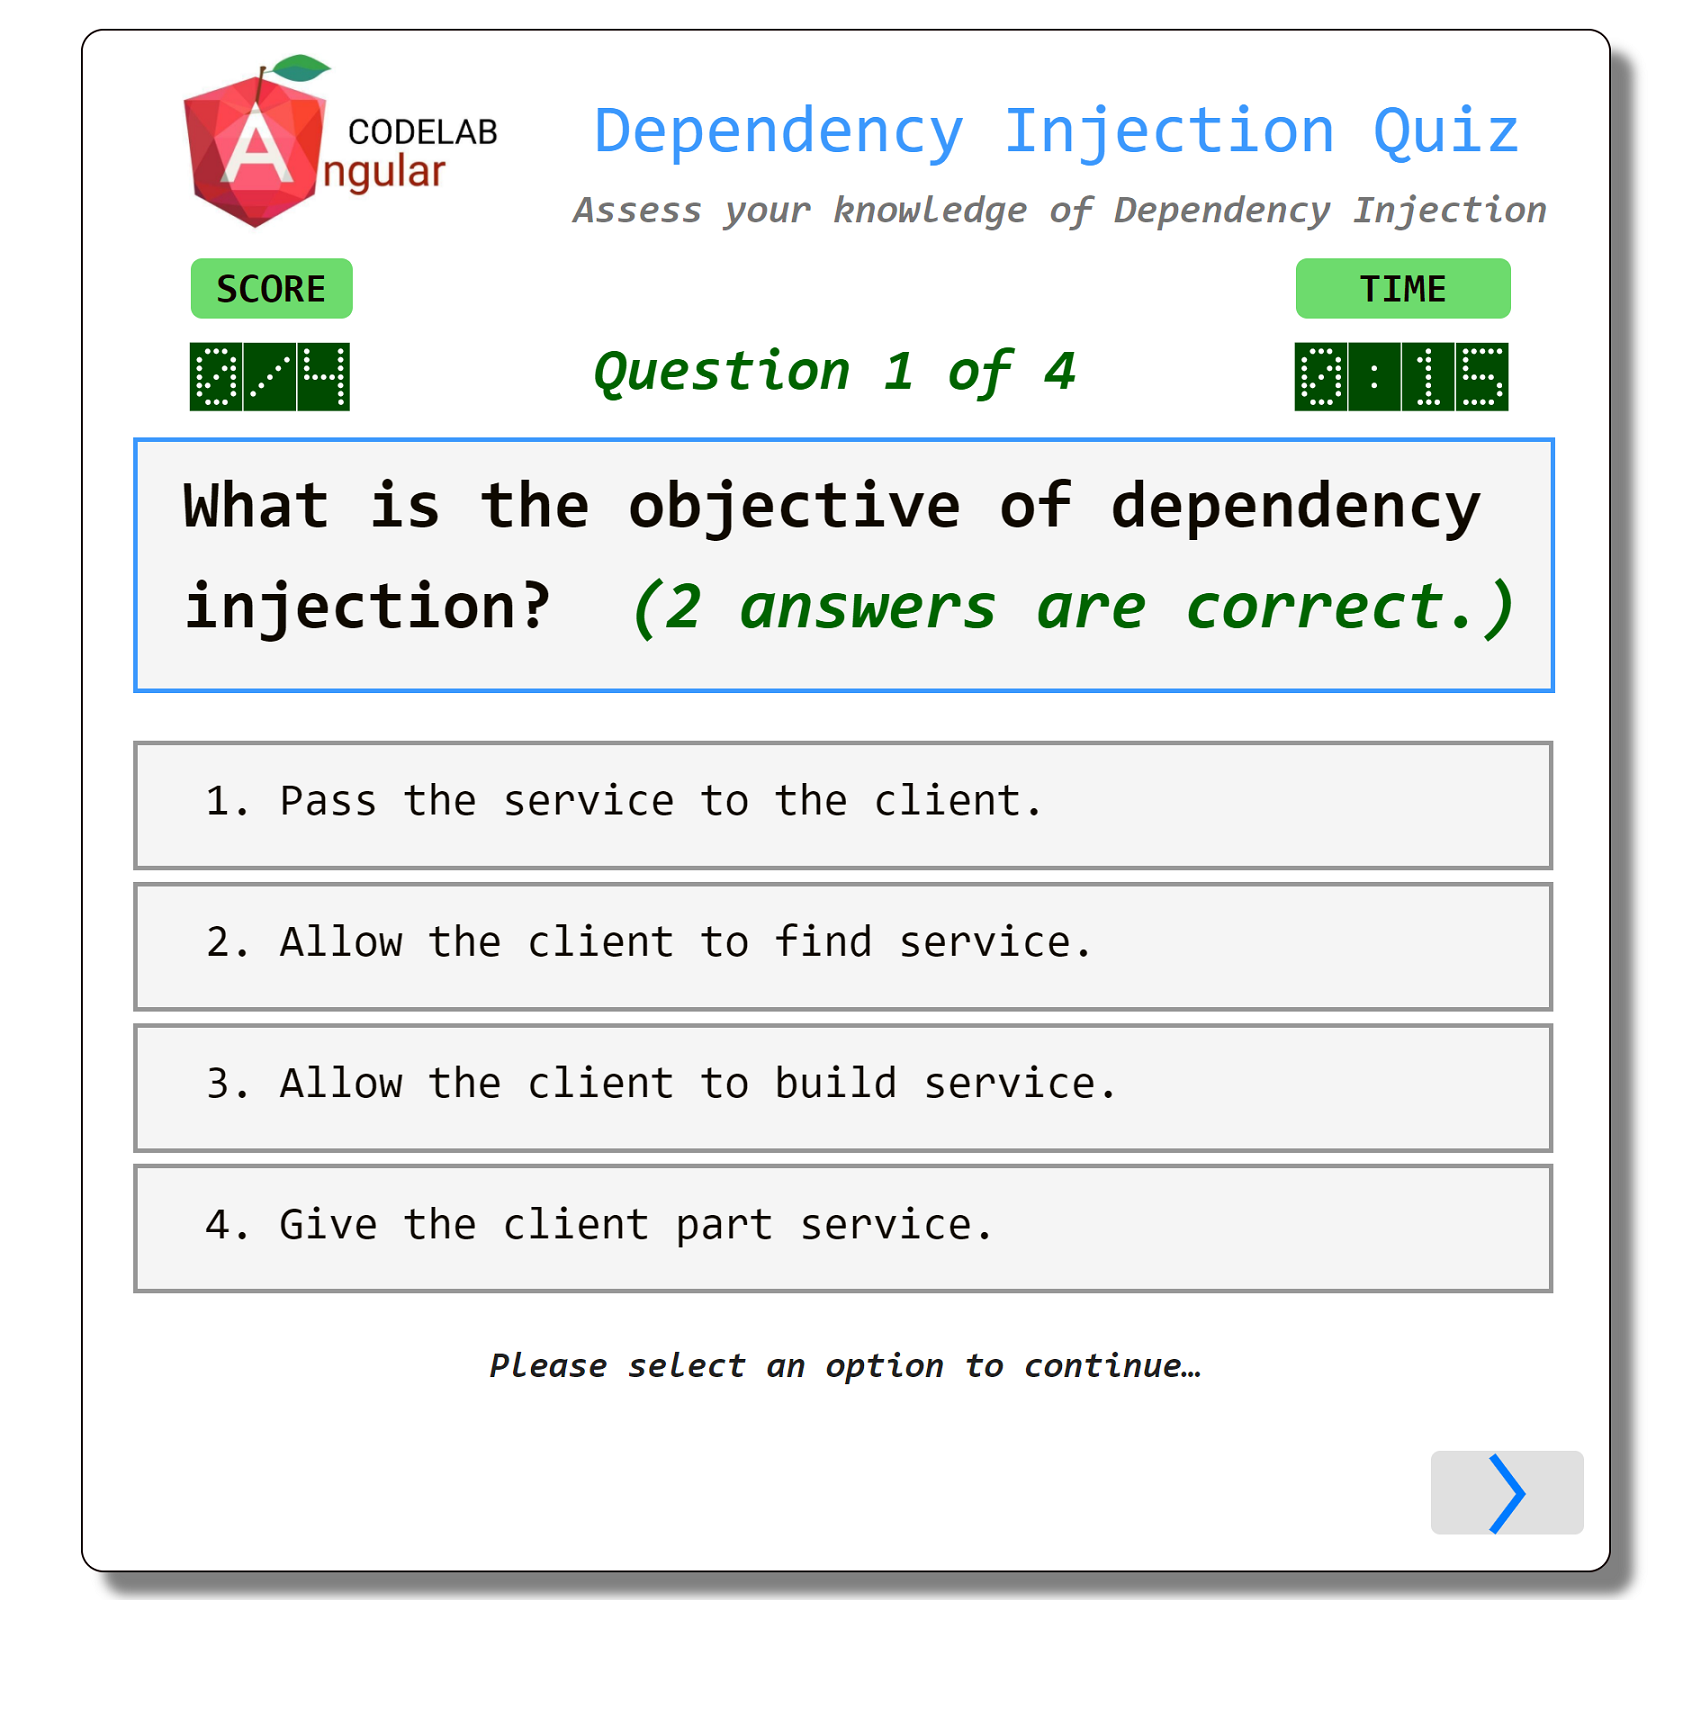 A
CODELAB
ngular
Dependency Injection Quiz
Assess your knowledge of Dependency Injection
SCORE
TIME
0/4
Question 1 of 4
0:15
What is the objective of dependency
injection? (2 answers are correct.)
1. Pass the service to the client.
2. Allow the client to find service.
3. Allow the client to build service.
4. Give the client part service.
Please select an option to continue…